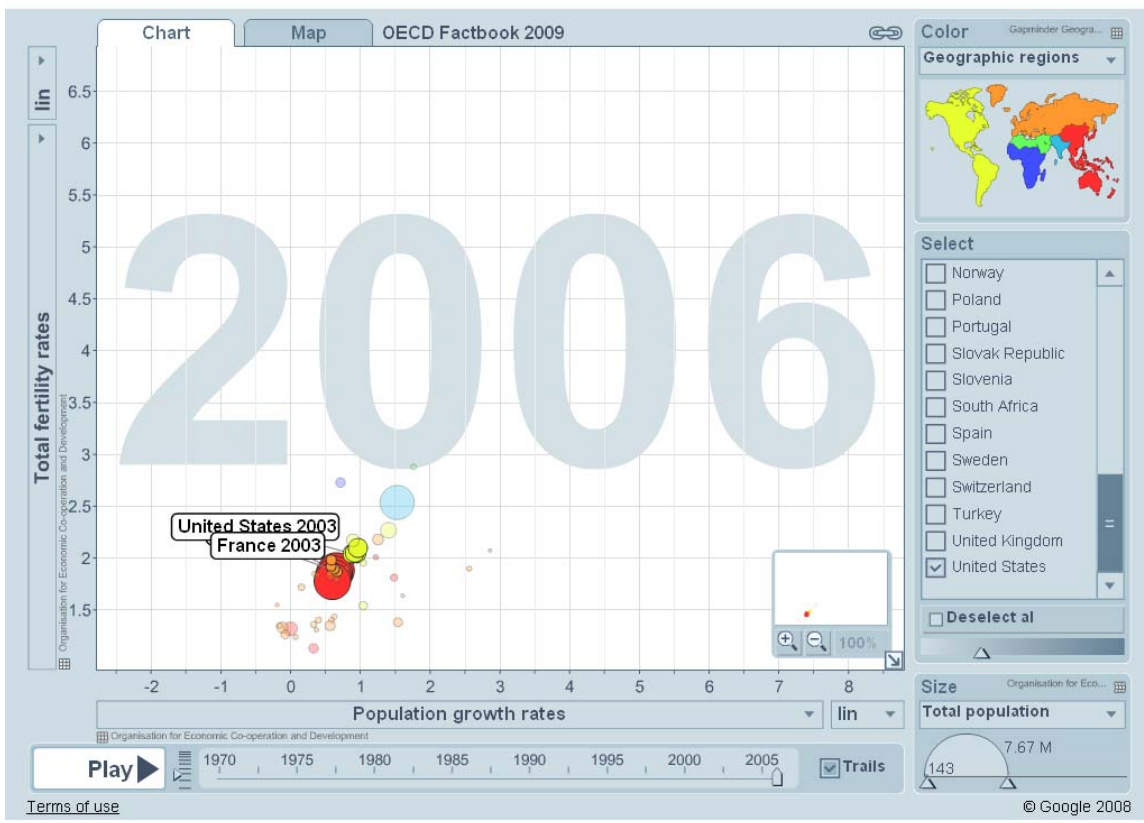 Chart
Map
OECD Factbook 2009
lin
Total fertility rates
Organisation for Economic Co-operation and Development
6.5
6
5.5
5
4.5
4
3.5
3
2.5
2
1.5
2006
United States 2003
France 2003
100%
-2 -1 0 1 2 3 4 5 6 7 8
Population growth rates
lin
Organisation for Economic Co-operation and Development
Play
1970 1975 1980 1985 1990 1995 2000 2005
Trails
Color
Gapminder Geogra...
Geographic regions
Select
Norway
Poland
Portugal
Slovak Republic
Slovenia
South Africa
Spain
Sweden
Switzerland
Turkey
United Kingdom
United States
Deselect al
Size
Organisation for Eco...
Total population
7.67 M
143
Terms of use
© Google 2008